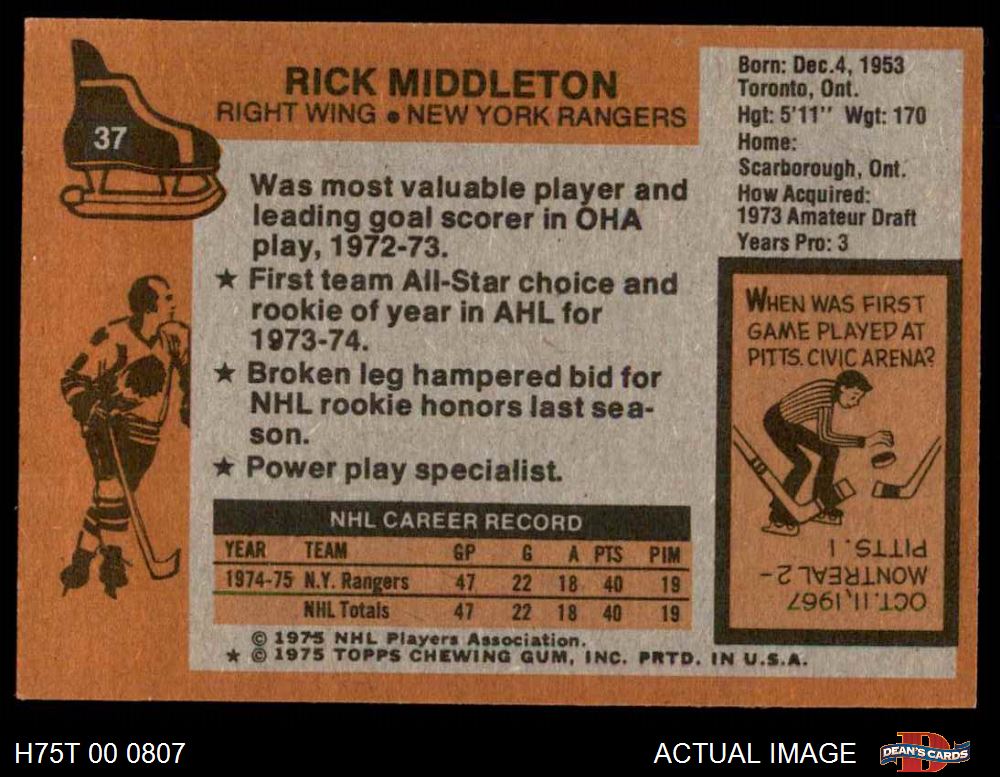 37
RICK MIDDLETON
RIGHT WING • NEW YORK RANGERS
Was most valuable player and
leading goal scorer in OHA
play, 1972-73.
★ First team All-Star choice and
rookie of year in AHL for
1973-74.
★ Broken leg hampered bid for
NHL rookie honors last sea-
son.
★ Power play specialist.
NHL CAREER RECORD
YEAR TEAM GP G A PTS PIM
1974-75 N.Y. Rangers 47 22 18 40 19
NHL Totals 47 22 18 40 19
© 1975 NHL Players Association.
★ © 1975 TOPPS CHEWING GUM, INC. PRTD. IN U.S.A.
Born: Dec.4, 1953
Toronto, Ont.
Hgt: 5'11" Wgt: 170
Home:
Scarborough, Ont.
How Acquired:
1973 Amateur Draft
Years Pro: 3
WHEN WAS FIRST
GAME PLAYED AT
PITTS. CIVIC ARENA?
OCT. 11, 1967
MONTREAL 2 -
PITTS. 1
H75T 00 0807
ACTUAL IMAGE
D
DEAN'S CARDS